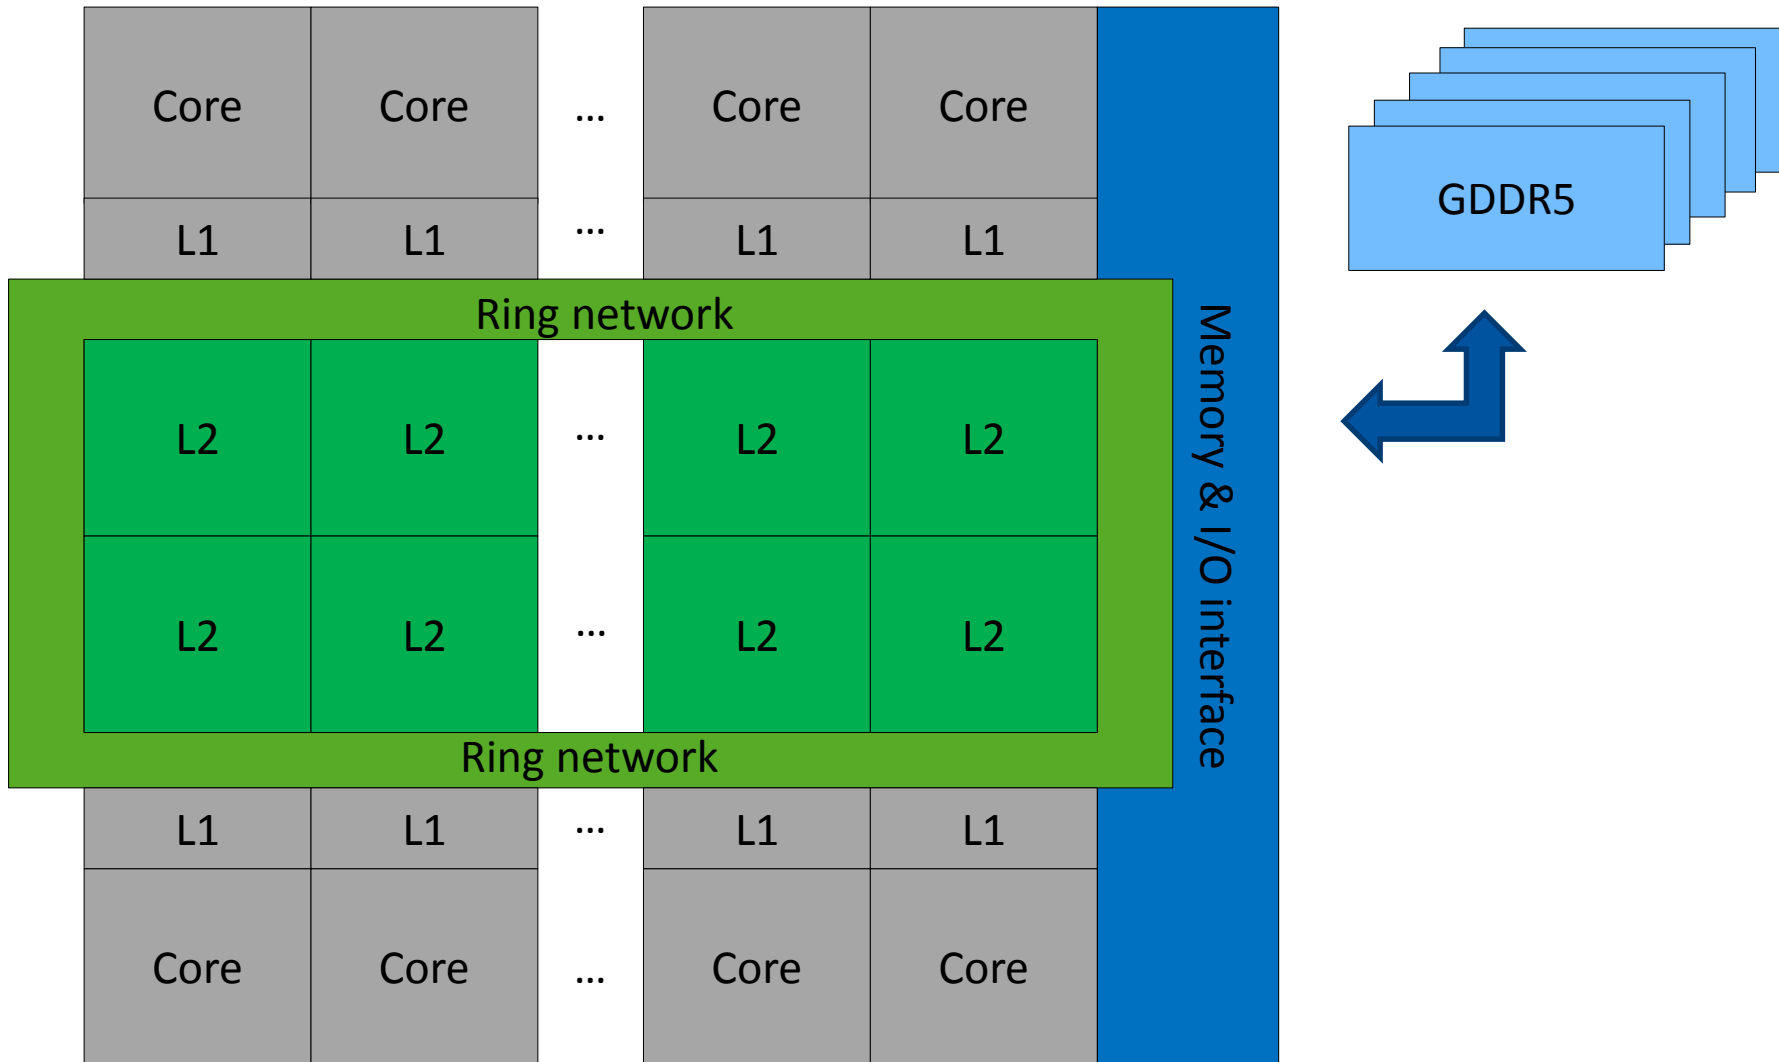 Core Core ... Core Core
L1 L1 ... L1 L1
GDDR5
Ring network
L2 L2 ... L2 L2
L2 L2 ... L2 L2
Ring network
Memory & I/O interface
L1 L1 ... L1 L1
Core Core ... Core Core